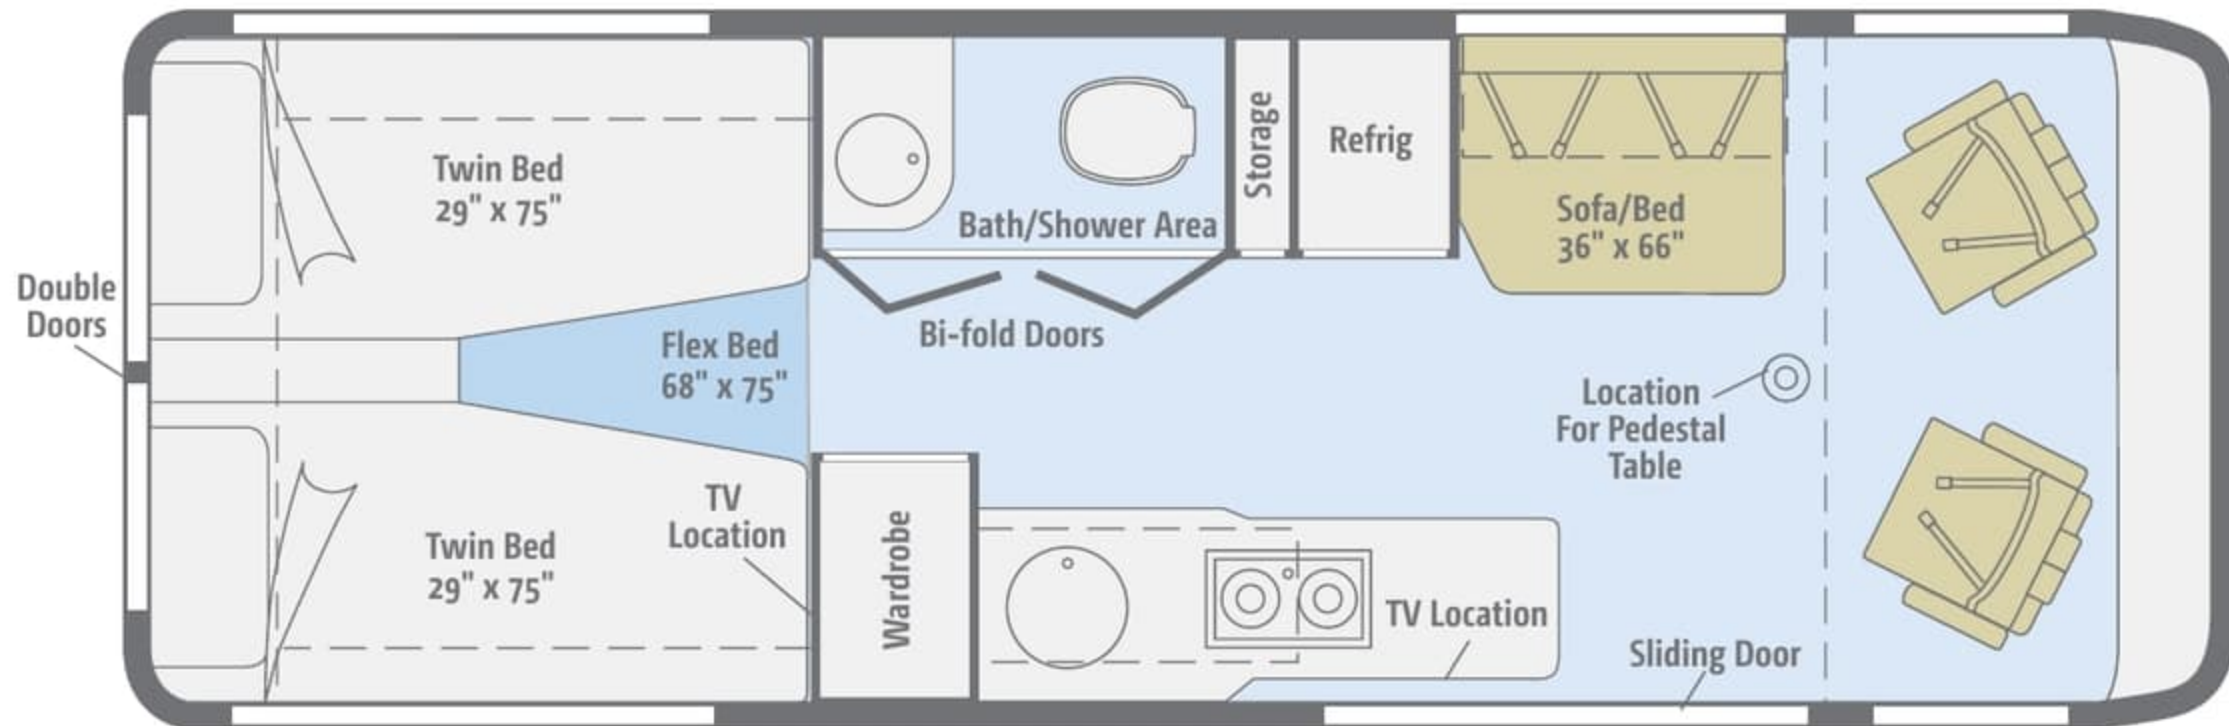 Twin Bed
29" x 75"
Storage
Refrig
Bath/Shower Area
Sofa/Bed
36" x 66"
Double
Doors
Bi-fold Doors
Flex Bed
68" x 75"
Location
For Pedestal
Table
TV
Location
Twin Bed
29" x 75"
Wardrobe
TV Location
Sliding Door